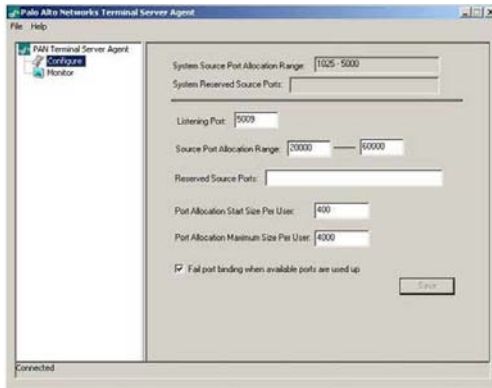 Palo Alto Networks Terminal Server Agent
File Help
PAN Terminal Server Agent
Configure
Monitor
System Source Port Allocation Range: 1025 - 5000
System Reserved Source Ports:
Listening Port: 5009
Source Port Allocation Range: 20000 60000
Reserved Source Ports:
Port Allocation Start Size Per User: 400
Port Allocation Maximum Size Per User: 4000
Fail port binding when available ports are used up
Save
Connected